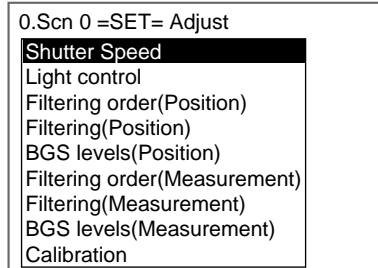 0.Scn 0 =SET= Adjust
Shutter Speed
Light control
Filtering order(Position)
Filtering(Position)
BGS levels(Position)
Filtering order(Measurement)
Filtering(Measurement)
BGS levels(Measurement)
Calibration